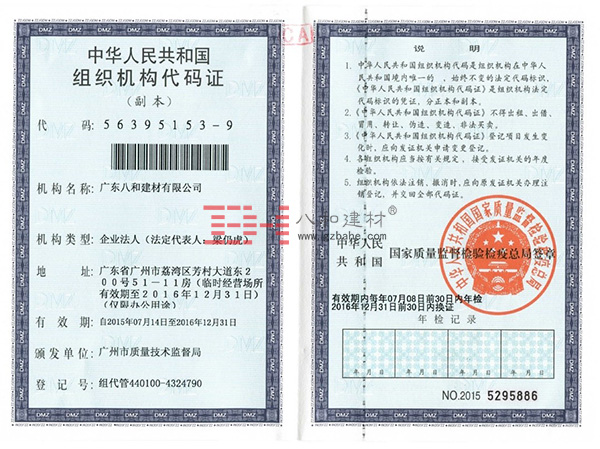 中华人民共和国
组织机构代码证
(副本)
代 码: 56395153-9
机构名称: 广东八和建材有限公司
机构类型: 企业法人(法定代表人 梁仍虎)
地 址: 广东省广州市荔湾区芳村大道东2
00号51-11房(临时经营场所
有效期至2016年12月31日)
(仅限办公用途)
有 效 期 自2015年07月14日至2016年12月31日
颁发单位: 广州市质量技术监督局
登 记 号 组代管440100-4324790
CA
说 明
1. 中华人民共和国组织机构代码是组织机构在中华人
民共和国境内唯一的、始终不变的法定代码标识,
《中华人民共和国组织机构代码证》是组织机构法定
代码标识的凭证,分正本和副本。
2. 《中华人民共和国组织机构代码证》不得出租、出借、
冒用、转让、伪造、变造、非法买卖。
3. 《中华人民共和国组织机构代码证》登记项目发生变
化时,应向发证机关申请变更登记。
4. 各组织机构应当按有关规定,接受发证机关的年度
检验。
5. 组织机构依法注销、撤消时,应向原发证机关办理注
销登记,并交回全部代码证。
八和建材
www.gzbahe.com
中华人民
共和国 国家质量监督检验检疫总局签章
中华人民共和国国家质量监督检验检疫总局
有效期内每年07月08日前30日内年检
2016年12月31日前30日内换证
年检记录
年 月 日 年 月 日 年 月 日 年 月 日
NO.2015 5295886